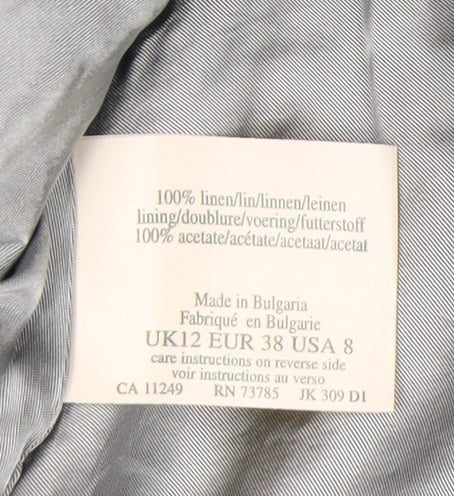 100% linen/lin/linnen/leinen
lining/doublure/voering/futterstoff
100% acetate/acétate/acetaat/acetat
Made in Bulgaria
Fabriqué en Bulgarie
UK12 EUR 38 USA 8
care instructions on reverse side
voir instructions au verso
CA 11249 RN 73785 JK 309 D1